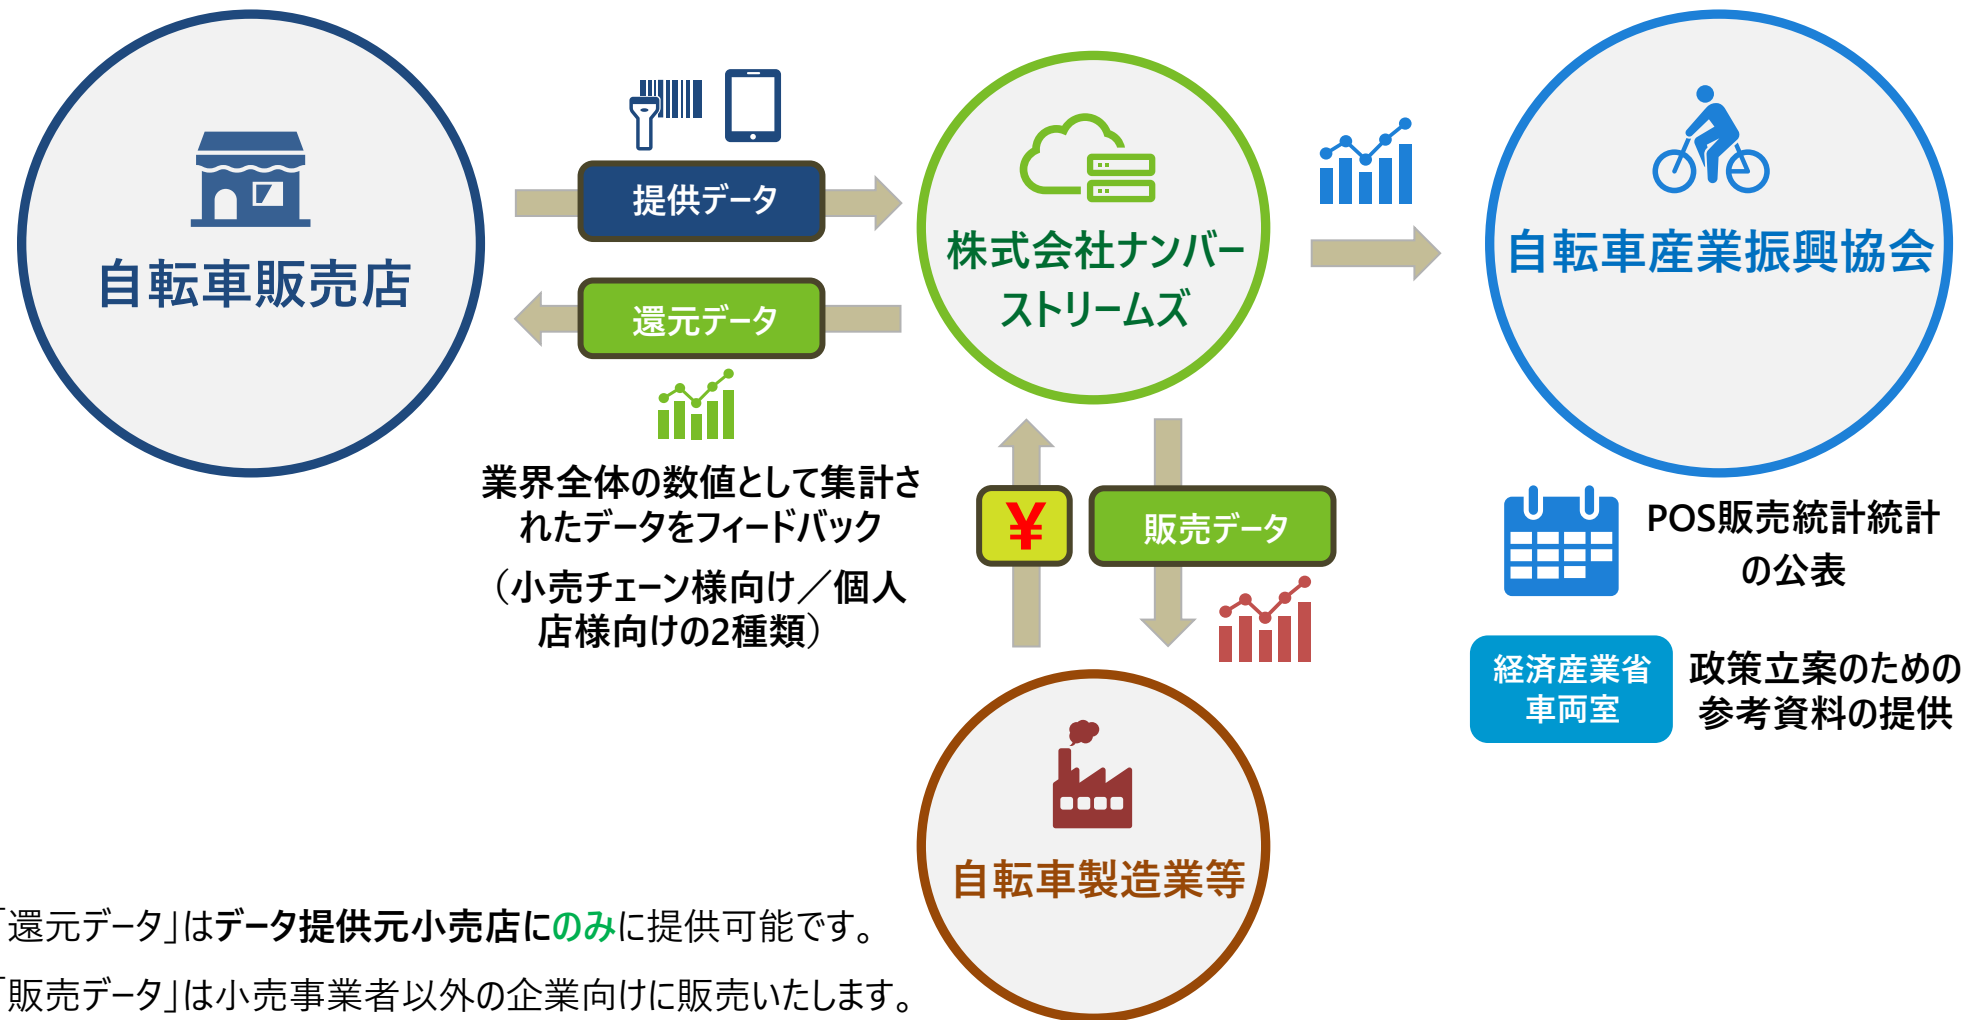 自転車販売店
提供データ
還元データ
業界全体の数値として集計さ
れたデータをフィードバック
（小売チェーン様向け／個人
店様向けの2種類）
株式会社ナンバー
ストリームズ
自転車産業振興協会
POS販売統計統計
の公表
経済産業省
車両室
政策立案のための
参考資料の提供
¥
販売データ
自転車製造業等
「還元データ」はデータ提供元小売店にのみに提供可能です。
「販売データ」は小売事業者以外の企業向けに販売いたします。